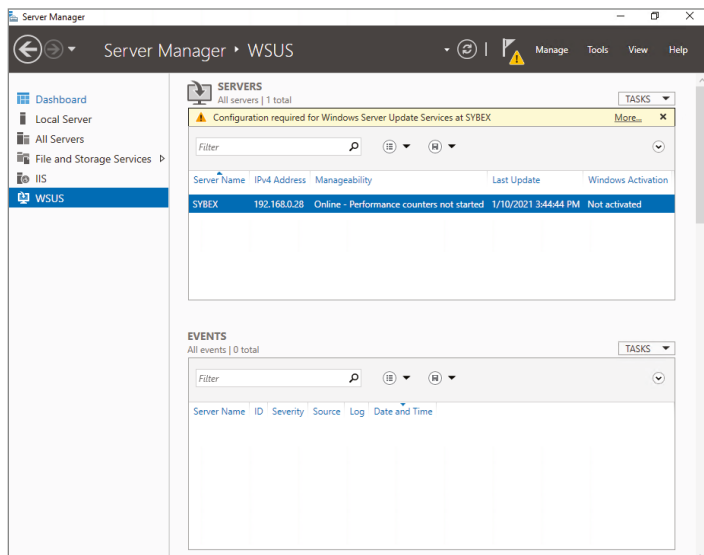 Server Manager
Server Manager ‣ WSUS
Manage Tools View Help
Dashboard
Local Server
All Servers
File and Storage Services
IIS
WSUS
SERVERS
All servers | 1 total
TASKS
Configuration required for Windows Server Update Services at SYBEX More...
Filter
Server Name IPv4 Address Manageability Last Update Windows Activation
SYBEX 192.168.0.28 Online - Performance counters not started 1/10/2021 3:44:44 PM Not activated
EVENTS
All events | 0 total
TASKS
Filter
Server Name ID Severity Source Log Date and Time